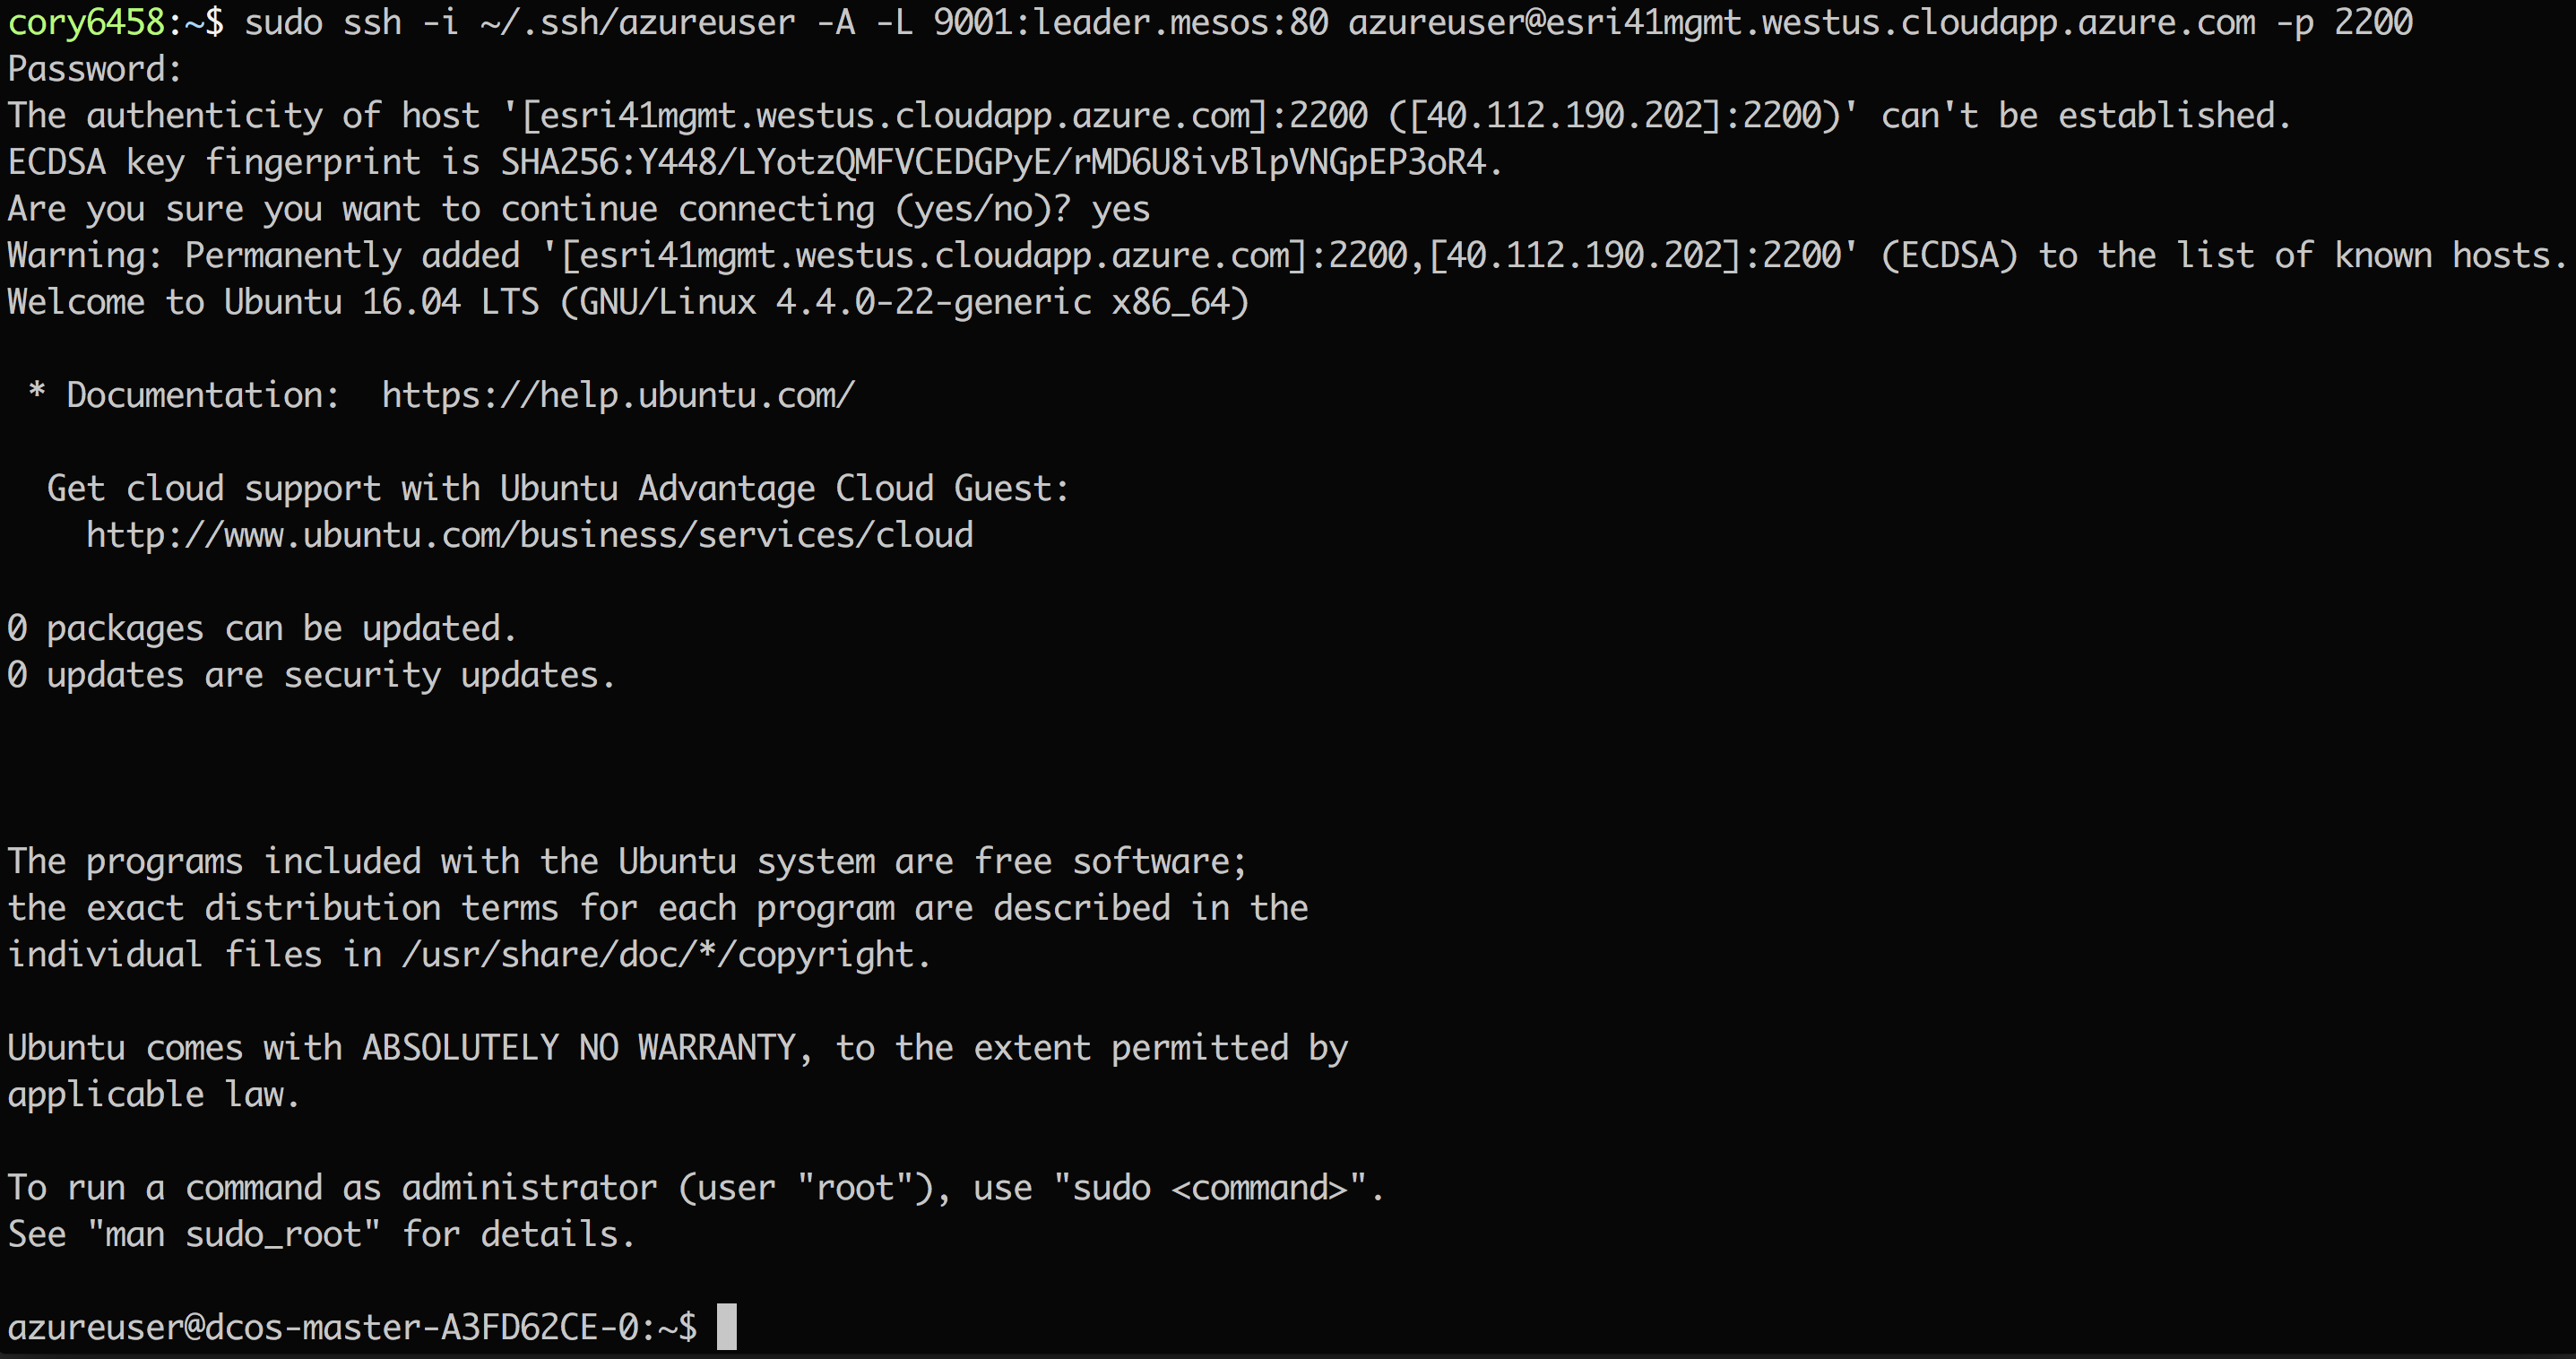 cory6458:~$ sudo ssh -i ~/.ssh/azureuser -A -L 9001:leader.mesos:80 azureuser@esri41mgmt.westus.cloudapp.azure.com -p 2200
Password:
The authenticity of host '[esri41mgmt.westus.cloudapp.azure.com]:2200 ([40.112.190.202]:2200)' can't be established.
ECDSA key fingerprint is SHA256:Y448/LYotzQMFVCEDGPyE/rMD6U8ivBlpVNGpEP3oR4.
Are you sure you want to continue connecting (yes/no)? yes
Warning: Permanently added '[esri41mgmt.westus.cloudapp.azure.com]:2200,[40.112.190.202]:2200' (ECDSA) to the list of known hosts.
Welcome to Ubuntu 16.04 LTS (GNU/Linux 4.4.0-22-generic x86_64)
 * Documentation:  https://help.ubuntu.com/
  Get cloud support with Ubuntu Advantage Cloud Guest:
    http://www.ubuntu.com/business/services/cloud
0 packages can be updated.
0 updates are security updates.
The programs included with the Ubuntu system are free software;
the exact distribution terms for each program are described in the
individual files in /usr/share/doc/*/copyright.
Ubuntu comes with ABSOLUTELY NO WARRANTY, to the extent permitted by
applicable law.
To run a command as administrator (user "root"), use "sudo <command>".
See "man sudo_root" for details.
azureuser@dcos-master-A3FD62CE-0:~$